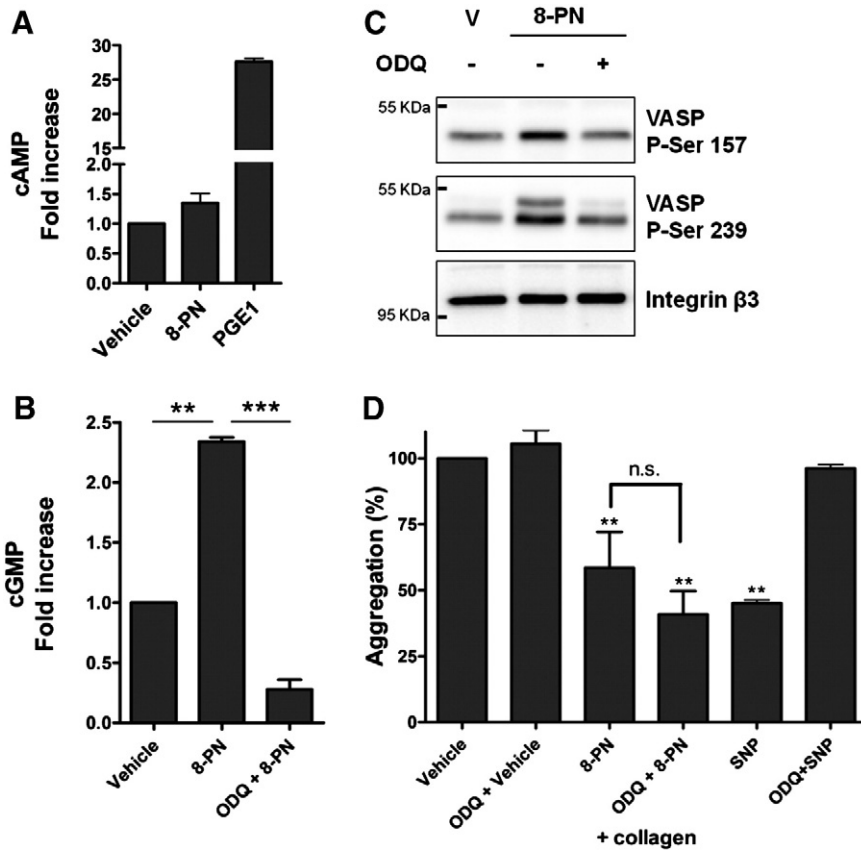 A
cAMP
Fold increase
30
25
20
15
2.0
1.5
1.0
0.5
0.0
Vehicle
8-PN
PGE1
C
V
8-PN
ODQ
-
-
+
55 KDa
VASP
P-Ser 157
55 KDa
VASP
P-Ser 239
95 KDa
Integrin β3
B
cGMP
Fold increase
2.5
2.0
1.5
1.0
0.5
0.0
**
***
Vehicle
8-PN
ODQ + 8-PN
D
Aggregation (%)
100
75
50
25
0
n.s.
**
**
**
Vehicle
ODQ + Vehicle
8-PN
ODQ + 8-PN
SNP
ODQ+SNP
+ collagen